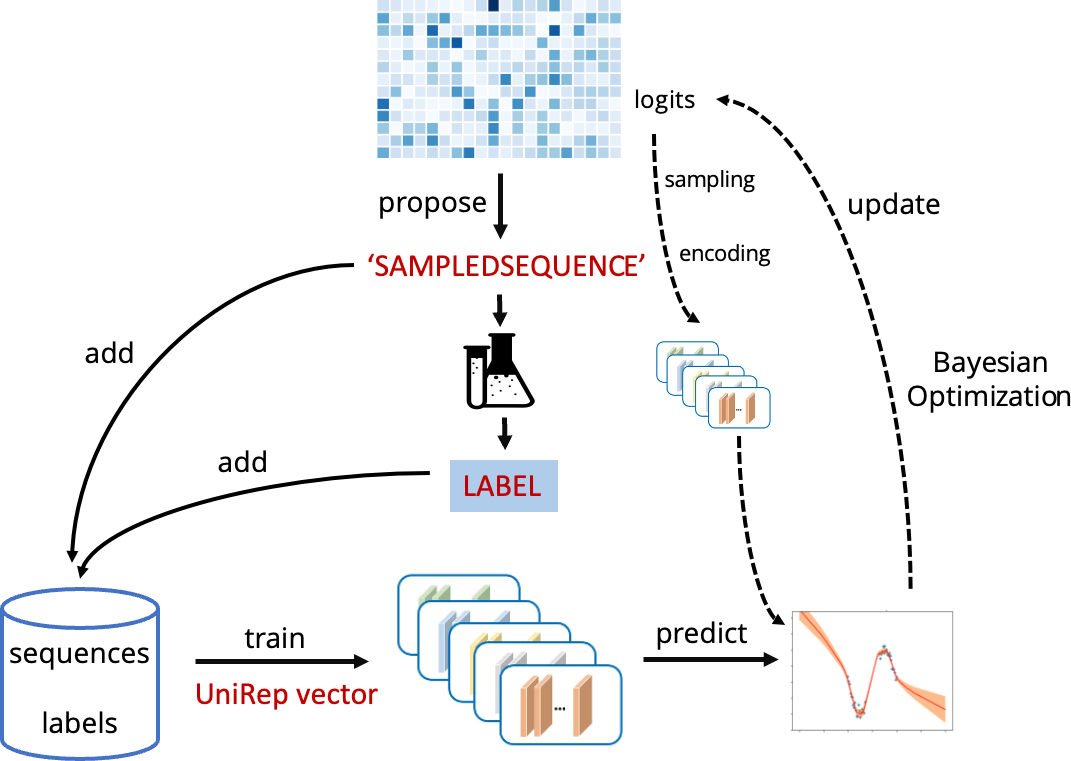 logits
sampling
propose
update
encoding
‘SAMPLEDSEQUENCE’
add
Bayesian
Optimization
add
LABEL
train
predict
sequences
UniRep vector
labels
...
...